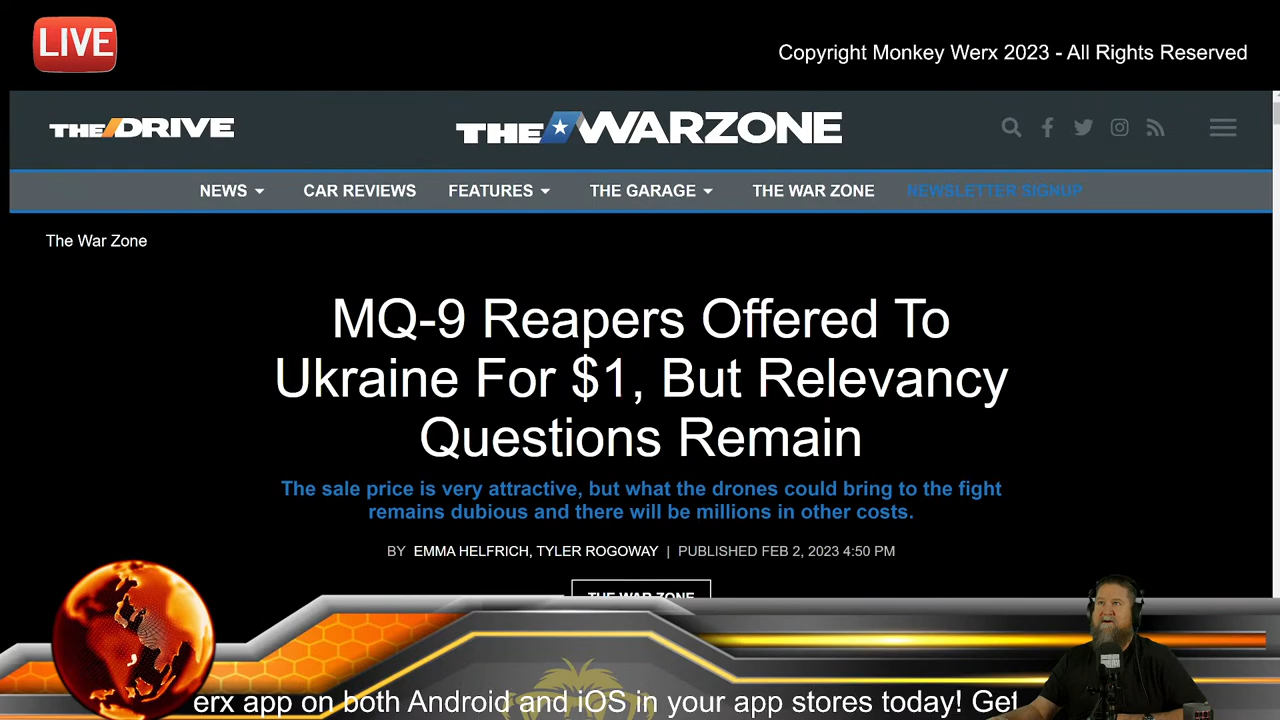 LIVE
Copyright Monkey Werx 2023 - All Rights Reserved
THE/DRIVE
THE WARZONE
NEWS
CAR REVIEWS
FEATURES
THE GARAGE
THE WAR ZONE
NEWSLETTER SIGNUP
The War Zone
MQ-9 Reapers Offered To
Ukraine For $1, But Relevancy
Questions Remain
The sale price is very attractive, but what the drones could bring to the fight
remains dubious and there will be millions in other costs.
BY EMMA HELFRICH, TYLER ROGOWAY | PUBLISHED FEB 2, 2023 4:50 PM
THE WAR ZONE
erx app on both Android and iOS in your app stores today! Get